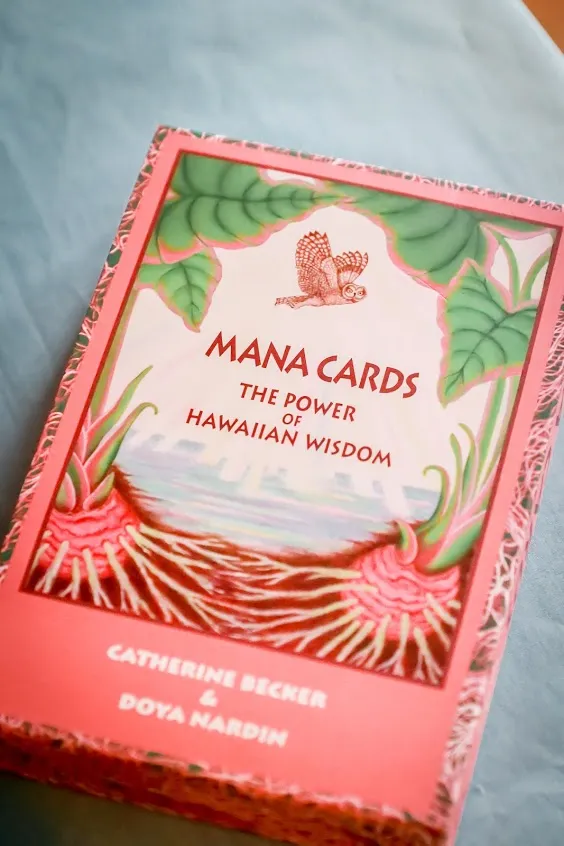 MANA CARDS
THE POWER
OF
HAWAIIAN WISDOM
CATHERINE BECKER
&
DOYA NARDIN